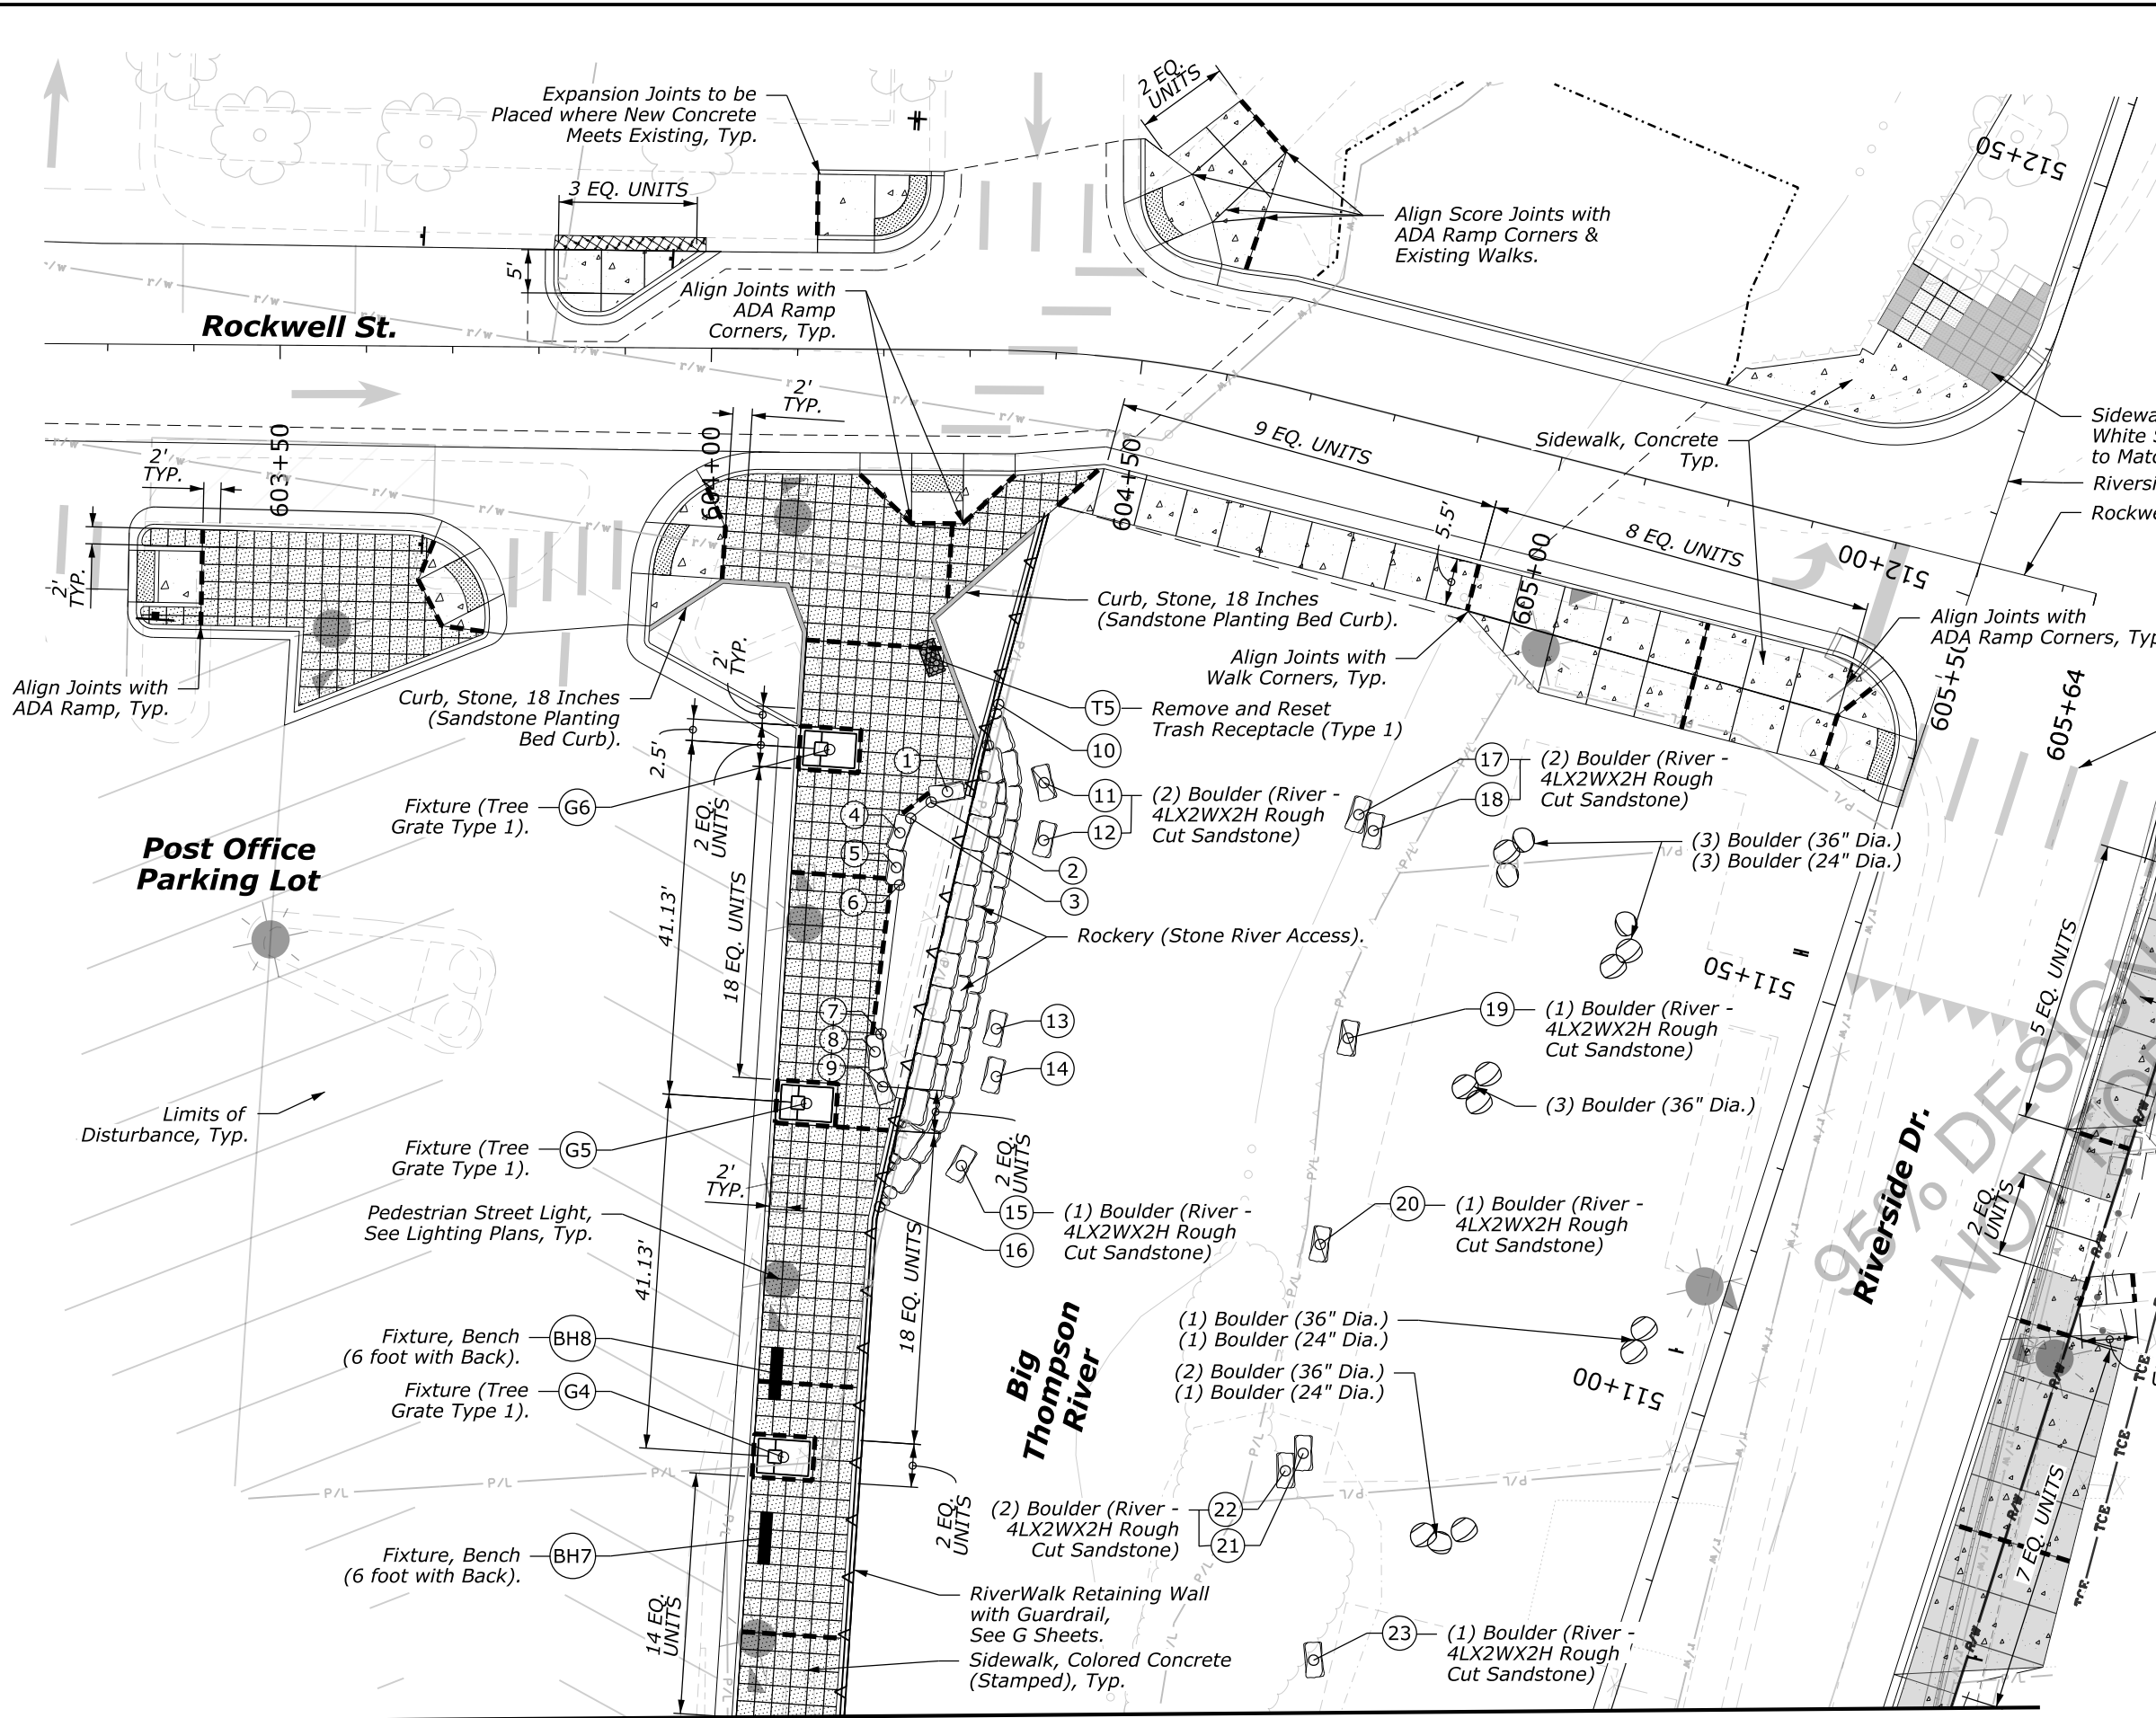 2 EQ.
UNITS
Expansion Joints to be
Placed where New Concrete
Meets Existing, Typ.
3 EQ. UNITS
5'
Align Score Joints with
ADA Ramp Corners &
Existing Walks.
512+50
Align Joints with
ADA Ramp
Corners, Typ.
Rockwell St.
2'
TYP.
9 EQ. UNITS
Sidewalk, Concrete
Typ.
White
Riversi
Rockwe
2'
TYP.
603+50
604+00
604+50
5.5'
8 EQ. UNITS
605+00
512+00
2'
TYP.
Curb, Stone, 18 Inches
(Sandstone Planting Bed Curb).
Align Joints with
Walk Corners, Typ.
Align Joints with
ADA Ramp Corners, Typ
605+50
605+64
Align Joints with
ADA Ramp, Typ.
Curb, Stone, 18 Inches
(Sandstone Planting
Bed Curb).
2'
TYP.
2.5'
T5
Remove and Reset
Trash Receptacle (Type 1)
10
1
11
12
(2) Boulder (River -
4LX2WX2H Rough
Cut Sandstone)
17
18
(2) Boulder (River -
4LX2WX2H Rough
Cut Sandstone)
Fixture (Tree
Grate Type 1).
G6
2 EQ.
UNITS
4
5
6
2
3
(3) Boulder (36" Dia.)
(3) Boulder (24" Dia.)
Post Office
Parking Lot
41.13'
18 EQ. UNITS
Rockery (Stone River Access).
5 EQ. UNITS
511+50
7
8
9
13
14
19
(1) Boulder (River -
4LX2WX2H Rough
Cut Sandstone)
(3) Boulder (36" Dia.)
Limits of
Disturbance, Typ.
Fixture (Tree
Grate Type 1).
G5
2'
TYP.
2 EQ.
UNITS
Pedestrian Street Light,
See Lighting Plans, Typ.
15
(1) Boulder (River -
4LX2WX2H Rough
Cut Sandstone)
16
20
(1) Boulder (River -
4LX2WX2H Rough
Cut Sandstone)
Riverside Dr.
95% DESIGN
NOT FOR
2 EQ.
UNITS
41.13'
18 EQ. UNITS
Fixture, Bench
(6 foot with Back).
BH8
Fixture (Tree
Grate Type 1).
G4
Big
Thompson
River
(1) Boulder (36" Dia.)
(1) Boulder (24" Dia.)
(2) Boulder (36" Dia.)
(1) Boulder (24" Dia.)
511+00
2 EQ.
UNITS
(2) Boulder (River -
4LX2WX2H Rough
Cut Sandstone)
22
21
7 EQ. UNITS
Fixture, Bench
(6 foot with Back).
BH7
14 EQ.
UNITS
RiverWalk Retaining Wall
with Guardrail,
See G Sheets.
Sidewalk, Colored Concrete
(Stamped), Typ.
23
(1) Boulder (River -
4LX2WX2H Rough
Cut Sandstone)
r/w
P/L
R/W
TCE